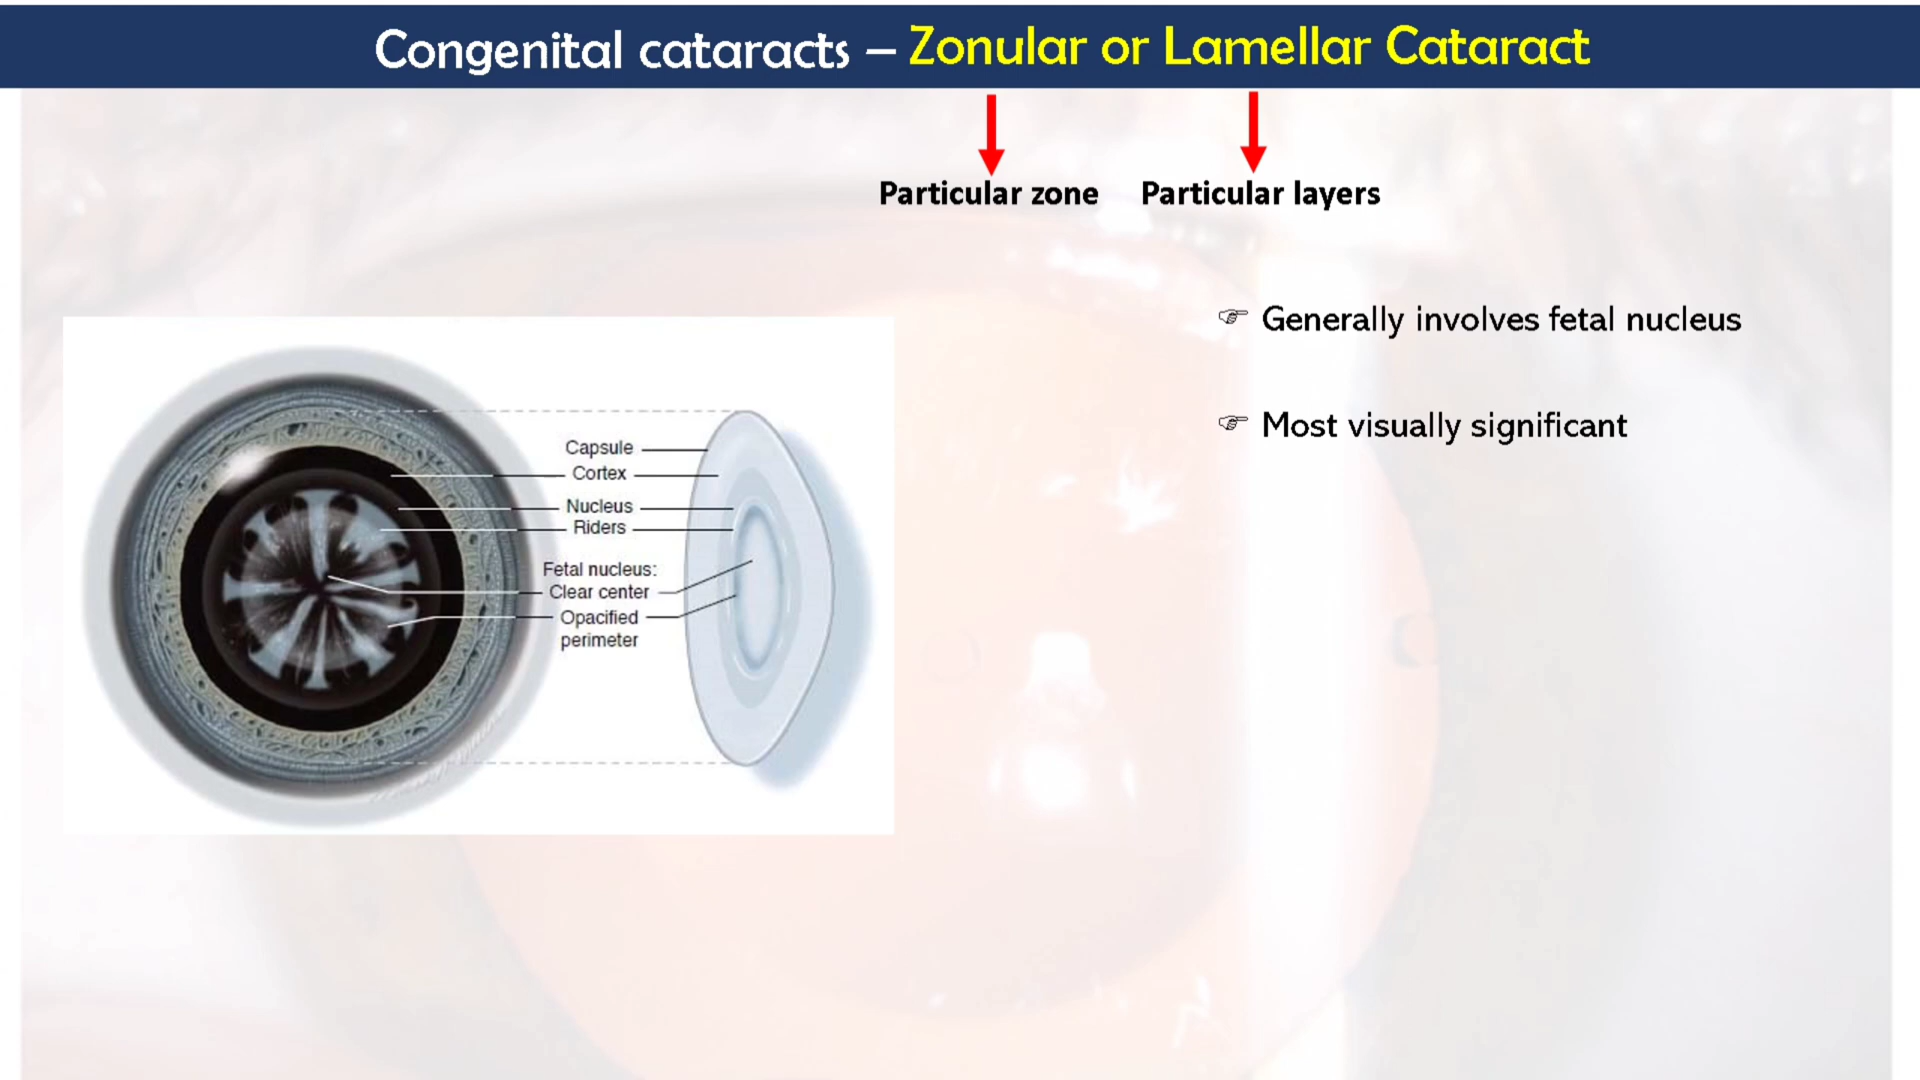 Congenital cataracts – Zonular or Lamellar Cataract
Particular zone
Particular layers
☞ Generally involves fetal nucleus
☞ Most visually significant
Capsule
Cortex
Nucleus
Riders
Fetal nucleus:
Clear center
Opacified
perimeter